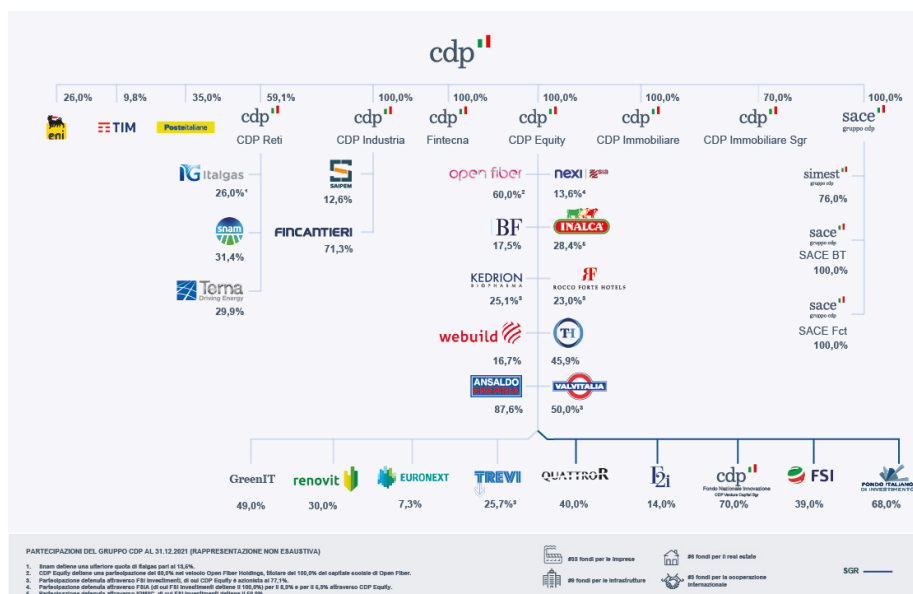 cdp
26,0% 9,8% 35,0% 59,1% 100,0% 100,0% 100,0% 100,0% 70,0% 100,0%
eni TIM Posteitaliane cdp cdp cdp cdp cdp cdp sace
gruppo cdp
CDP Reti CDP Industria Fintecna CDP Equity CDP Immobiliare CDP Immobiliare Sgr
Italgas
26,0%¹
snam
31,4%
Terna
Driving Energy
29,9%
SAIPEM
12,6%
FINCANTIERI
71,3%
open fiber
60,0%²
nexi sia
13,6%⁴
BF
17,5%
INALCA
28,4%⁵
KEDRION
BIOPHARMA
25,1%³
RF
ROCCO FORTE HOTELS
23,0%³
webuild
16,7%
TH
45,9%
ANSALDO
ENERGIA
87,6%
VALVITALIA
50,0%³
simest
gruppo cdp
76,0%
sace
gruppo cdp
SACE BT
100,0%
sace
gruppo cdp
SACE Fct
100,0%
GreenIT
49,0%
renovit
30,0%
EURONEXT
7,3%
TREVI
25,7%³
QUATTROR
40,0%
F2i
14,0%
cdp
Fondo Nazionale Innovazione
CDP Venture Capital Sgr
70,0%
FSI
39,0%
FONDO ITALIANO
DI INVESTIMENTO
68,0%
PARTECIPAZIONI DEL GRUPPO CDP AL 31.12.2021 (RAPPRESENTAZIONE NON ESAUSTIVA)
1. Snam detiene una ulteriore quota di Italgas pari al 13,5%.
2. CDP Equity detiene una partecipazione del 60,0% nel veicolo Open Fiber Holdings, titolare del 100,0% del capitale sociale di Open Fiber.
3. Partecipazione detenuta attraverso FSI Investimenti, di cui CDP Equity è azionista al 77,1%.
4. Partecipazione detenuta attraverso FSIA (di cui FSI Investimenti detiene il 100,0%) per il 8,3% e per il 5,3% attraverso CDP Equity.
fondi per le imprese
fondi per le infrastrutture
fondi per il real estate
fondi per la cooperazione
internazionale
SGR